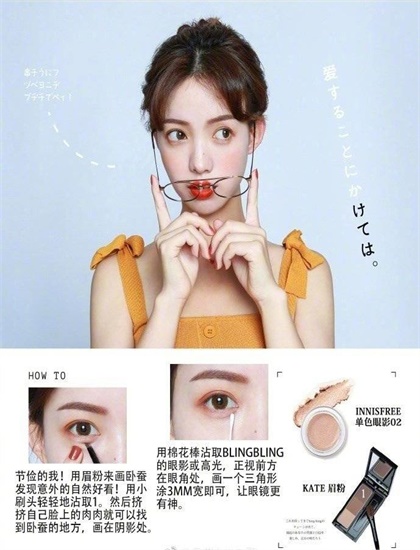 愛することにか
けては。
HOW TO
节俭的我！用眉粉来画卧蚕
发现意外的自然好看！用小
刷头轻轻地沾取1。然后挤
挤自己脸上的肉肉就可以找
到卧蚕的地方，画在阴影处。
用棉花棒沾取BLINGBLING
的眼影或高光，正视前方
在眼角处，画一个三角形
涂3MM宽即可，让眼镜更
有神。
INNISFREE
单色眼影02
KATE 眉粉